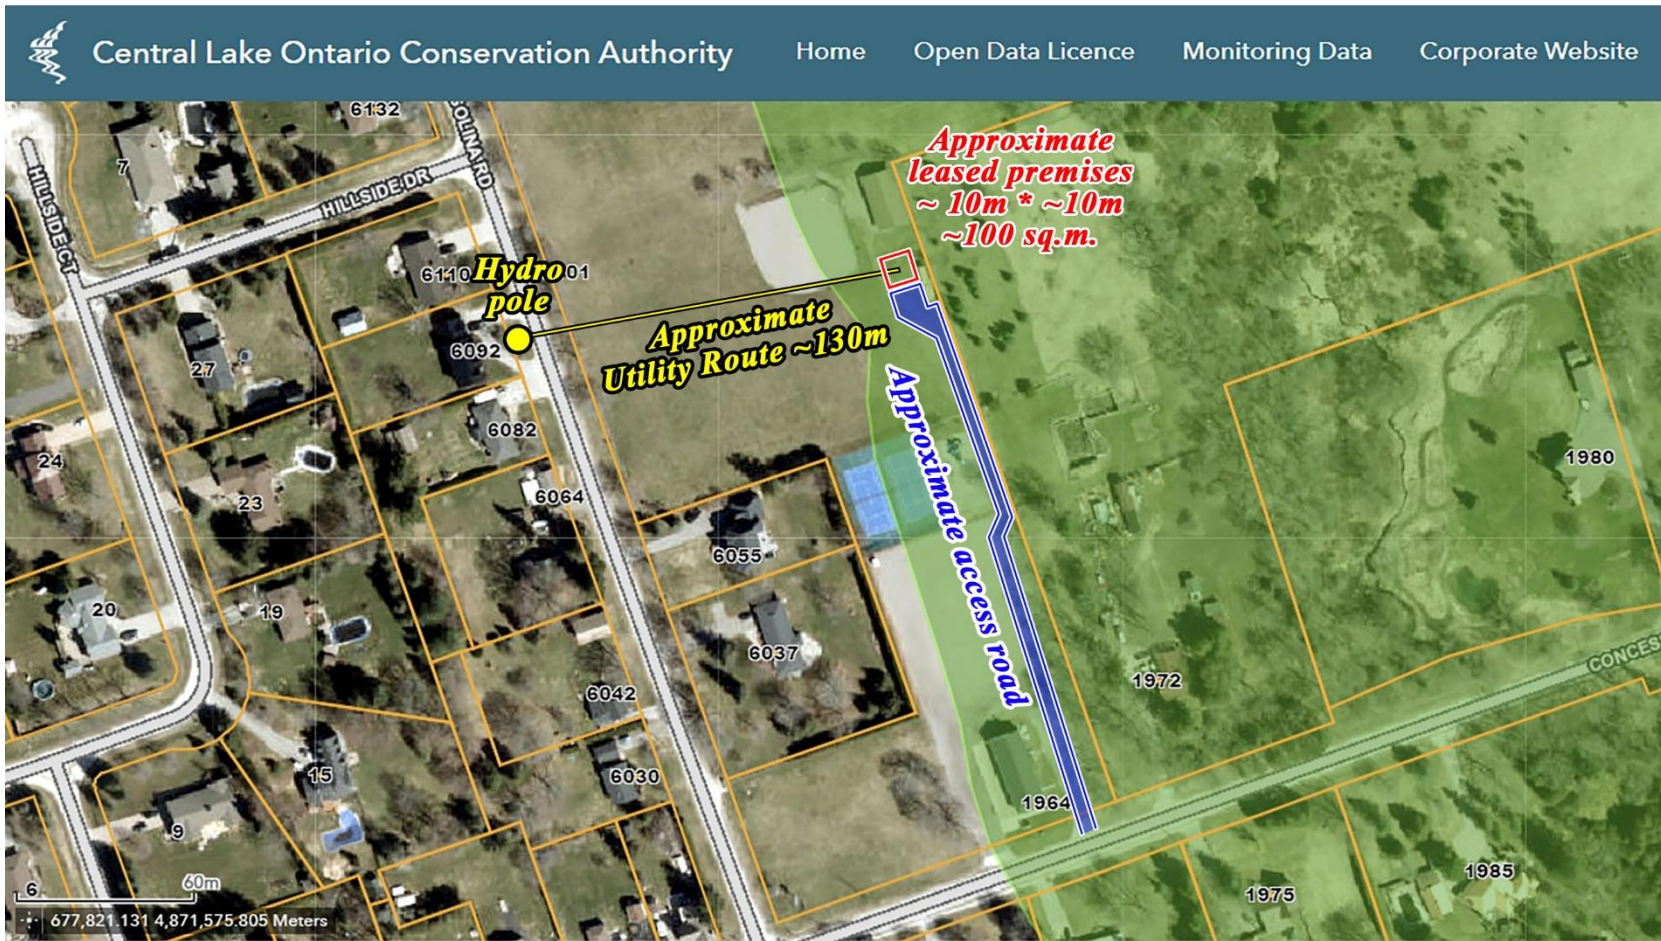 Central Lake Ontario Conservation Authority
Home
Open Data Licence
Monitoring Data
Corporate Website
6132
SOLINA RD
7
HILLSIDE DR
HILLSIDE CT
Approximate
leased premises
~ 10m * ~10m
~100 sq.m.
6110
01
Hydro
pole
Approximate
Utility Route ~130m
6092
27
Approximate access road
6082
24
23
6064
1980
6055
20
19
6037
1972
CONCES
6042
15
6030
1964
9
1985
1975
6
60m
677,821.131 4,871,575.805 Meters